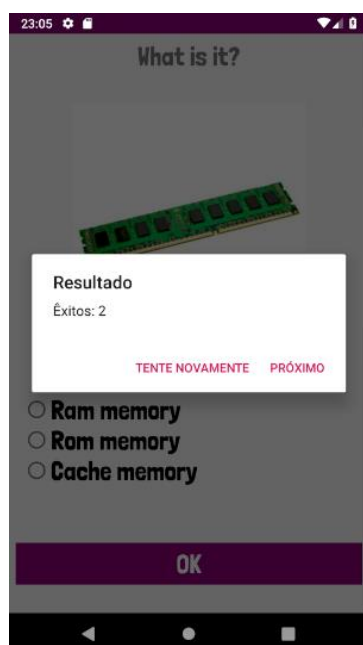 23:05
What is it?
Resultado
Êxitos: 2
TENTE NOVAMENTE PRÓXIMO
Ram memory
Rom memory
Cache memory
OK